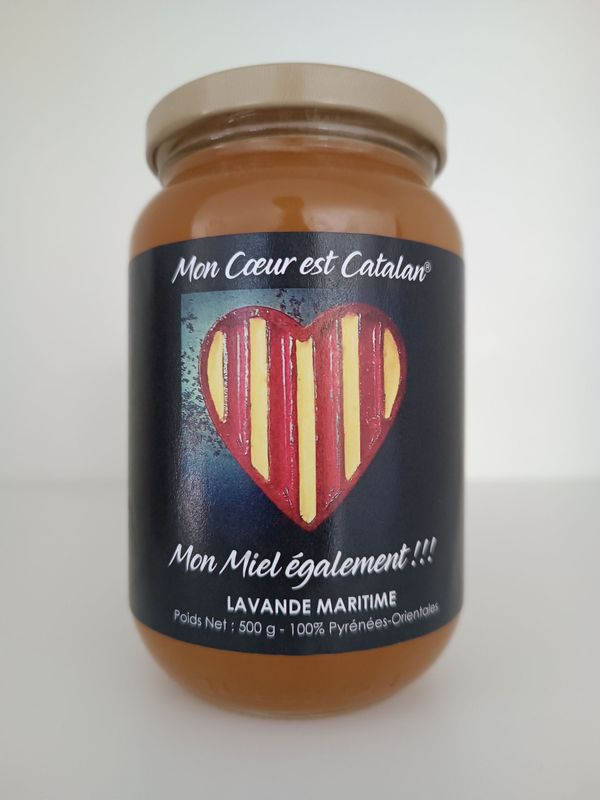 Mon Cœur est Catalan®
Mon Miel également !!!
LAVANDE MARITIME
Poids Net : 500 g - 100% Pyrénées-Orientales